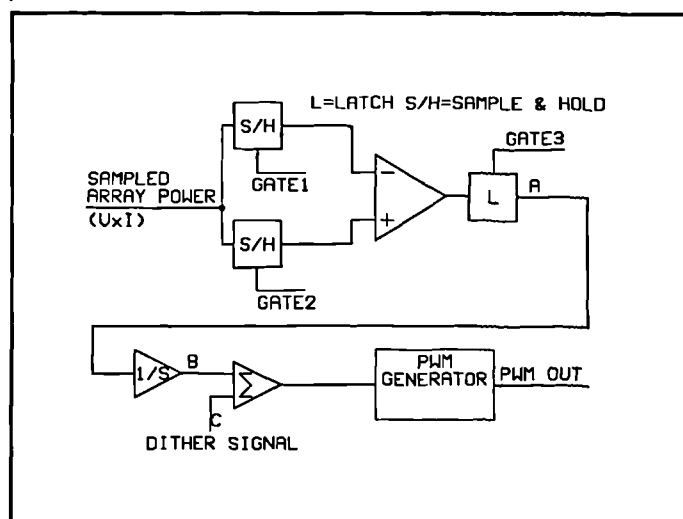 L=LATCH S/H=SAMPLE & HOLD
S/H
GATE1
GATE3
SAMPLED
ARRAY POWER
(VxI)
-
+
L
A
S/H
GATE2
1/S
B
Σ
C
DITHER SIGNAL
PWM
GENERATOR
PWM OUT